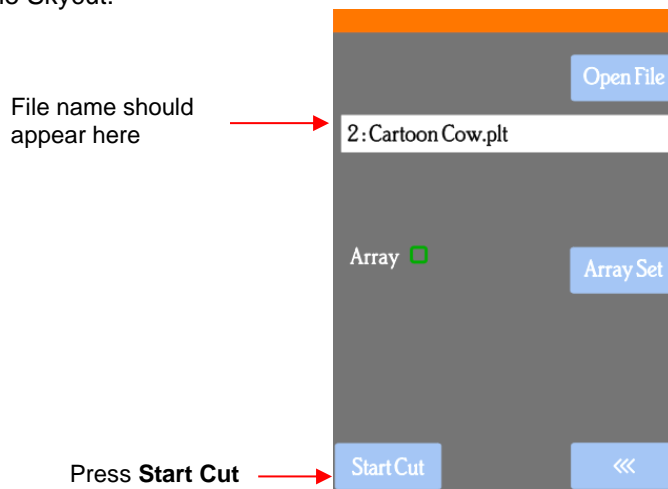 Open File
File name should
appear here
2:Cartoon Cow.plt
Array
Array Set
Start Cut
<<<
Press Start Cut